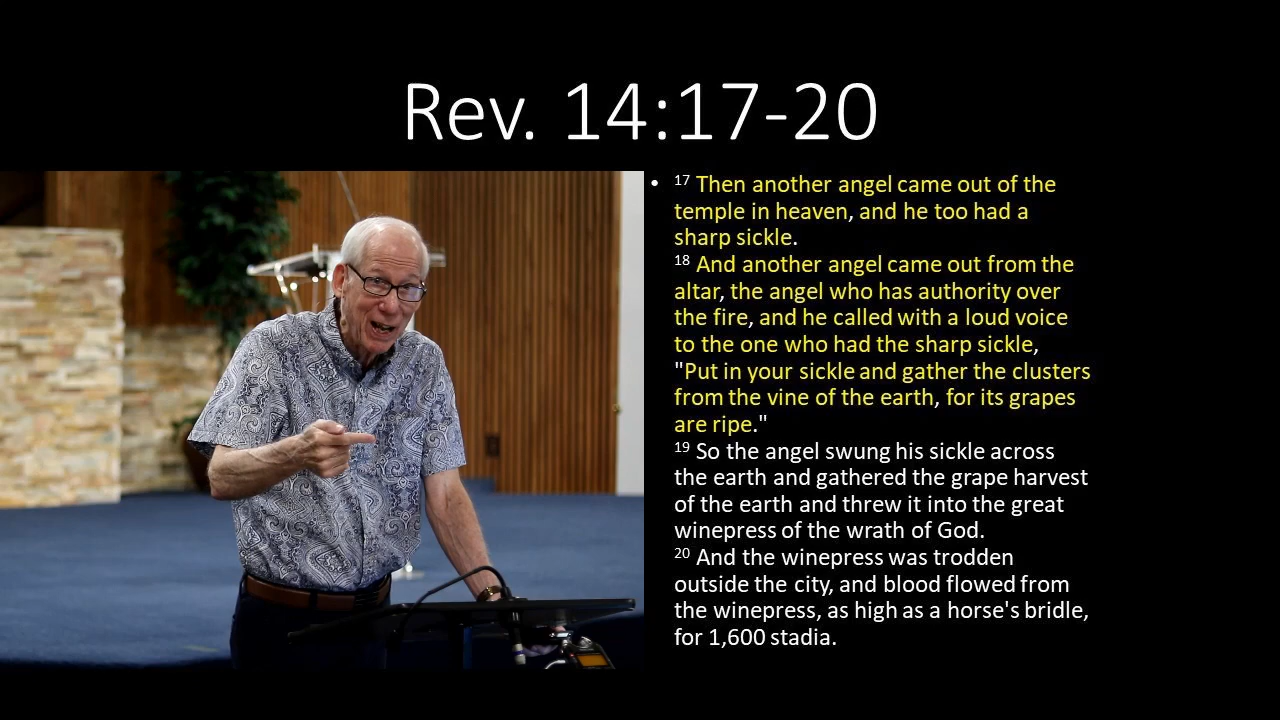 Rev. 14:17-20
• 17 Then another angel came out of the
temple in heaven, and he too had a
sharp sickle.
18 And another angel came out from the
altar, the angel who has authority over
the fire, and he called with a loud voice
to the one who had the sharp sickle,
"Put in your sickle and gather the clusters
from the vine of the earth, for its grapes
are ripe."
19 So the angel swung his sickle across
the earth and gathered the grape harvest
of the earth and threw it into the great
winepress of the wrath of God.
20 And the winepress was trodden
outside the city, and blood flowed from
the winepress, as high as a horse's bridle,
for 1,600 stadia.